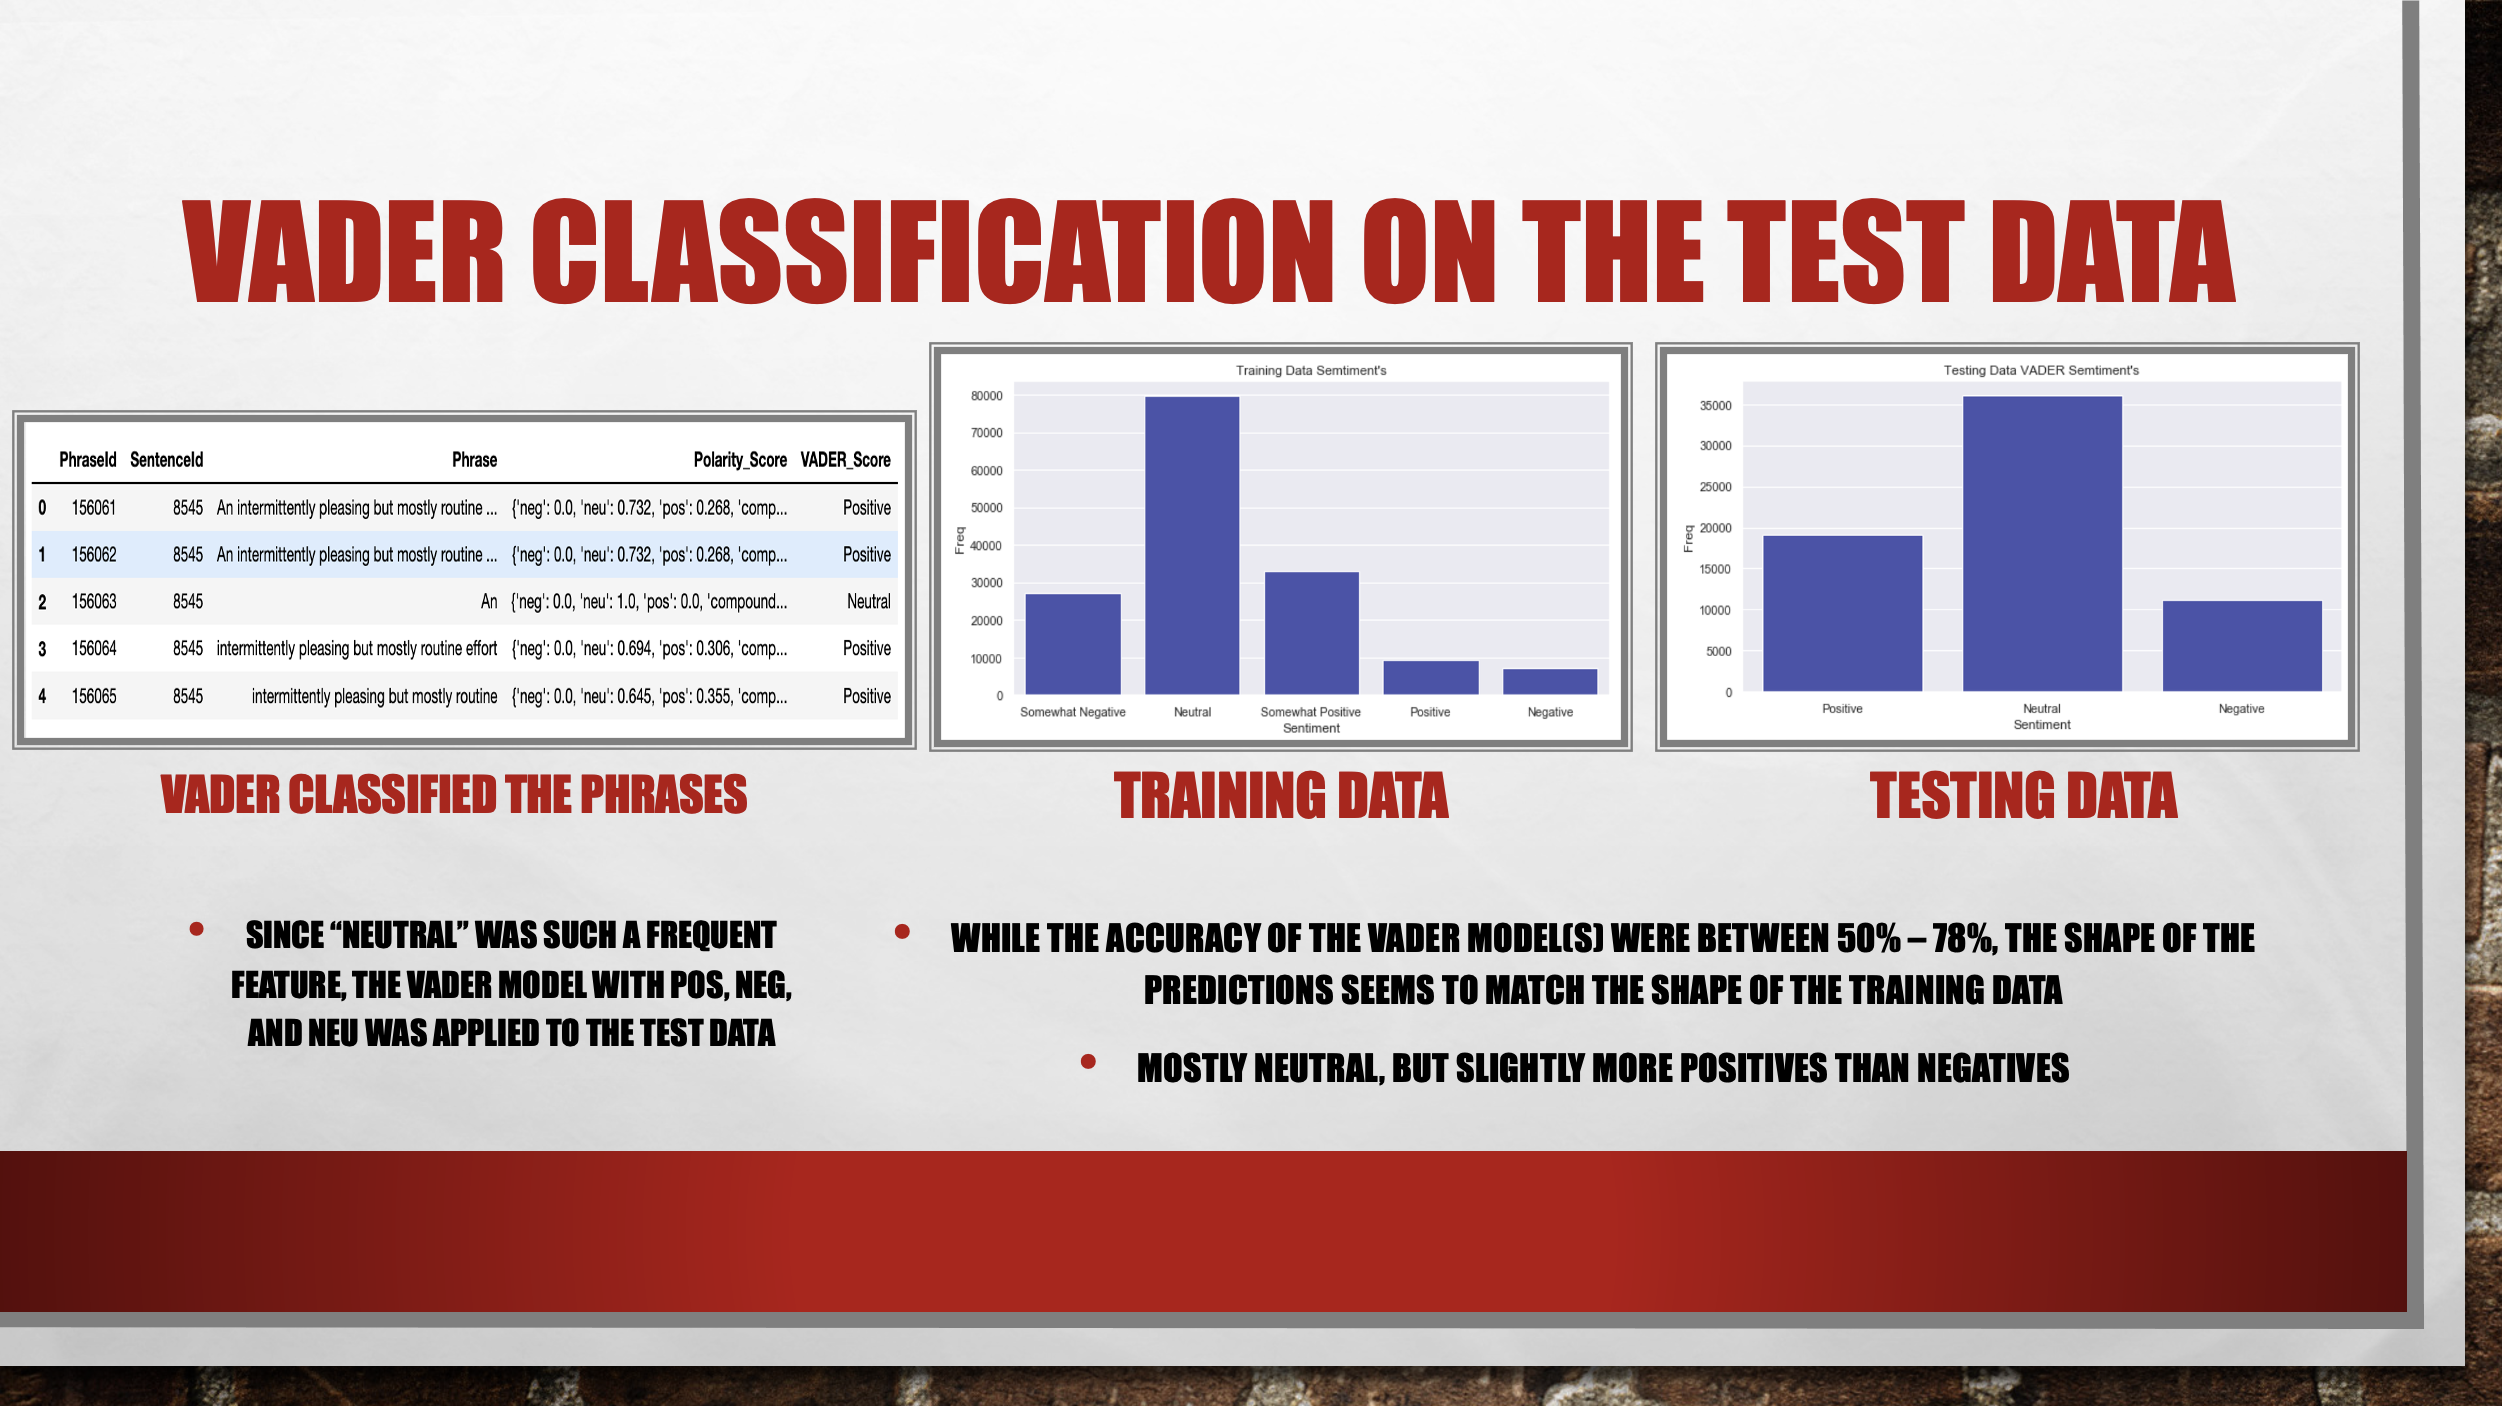 VADER CLASSIFICATION ON THE TEST DATA
PhraseId SentenceId Phrase Polarity_Score VADER_Score
0 156061 8545 An intermittently pleasing but mostly routine ... {'neg': 0.0, 'neu': 0.732, 'pos': 0.268, 'comp... Positive
1 156062 8545 An intermittently pleasing but mostly routine ... {'neg': 0.0, 'neu': 0.732, 'pos': 0.268, 'comp... Positive
2 156063 8545 An {'neg': 0.0, 'neu': 1.0, 'pos': 0.0, 'compound... Neutral
3 156064 8545 intermittently pleasing but mostly routine effort {'neg': 0.0, 'neu': 0.694, 'pos': 0.306, 'comp... Positive
4 156065 8545 intermittently pleasing but mostly routine {'neg': 0.0, 'neu': 0.645, 'pos': 0.355, 'comp... Positive
VADER CLASSIFIED THE PHRASES
Training Data Semtiment's
80000
70000
60000
50000
40000
30000
20000
10000
0
Freq
Somewhat Negative Neutral Somewhat Positive Positive Negative
Sentiment
TRAINING DATA
Testing Data VADER Semtiment's
35000
30000
25000
20000
15000
10000
5000
0
Freq
Positive Neutral Negative
Sentiment
TESTING DATA
• SINCE “NEUTRAL” WAS SUCH A FREQUENT
FEATURE, THE VADER MODEL WITH POS, NEG,
AND NEU WAS APPLIED TO THE TEST DATA
• WHILE THE ACCURACY OF THE VADER MODEL(S) WERE BETWEEN 50% – 78%, THE SHAPE OF THE
PREDICTIONS SEEMS TO MATCH THE SHAPE OF THE TRAINING DATA
• MOSTLY NEUTRAL, BUT SLIGHTLY MORE POSITIVES THAN NEGATIVES